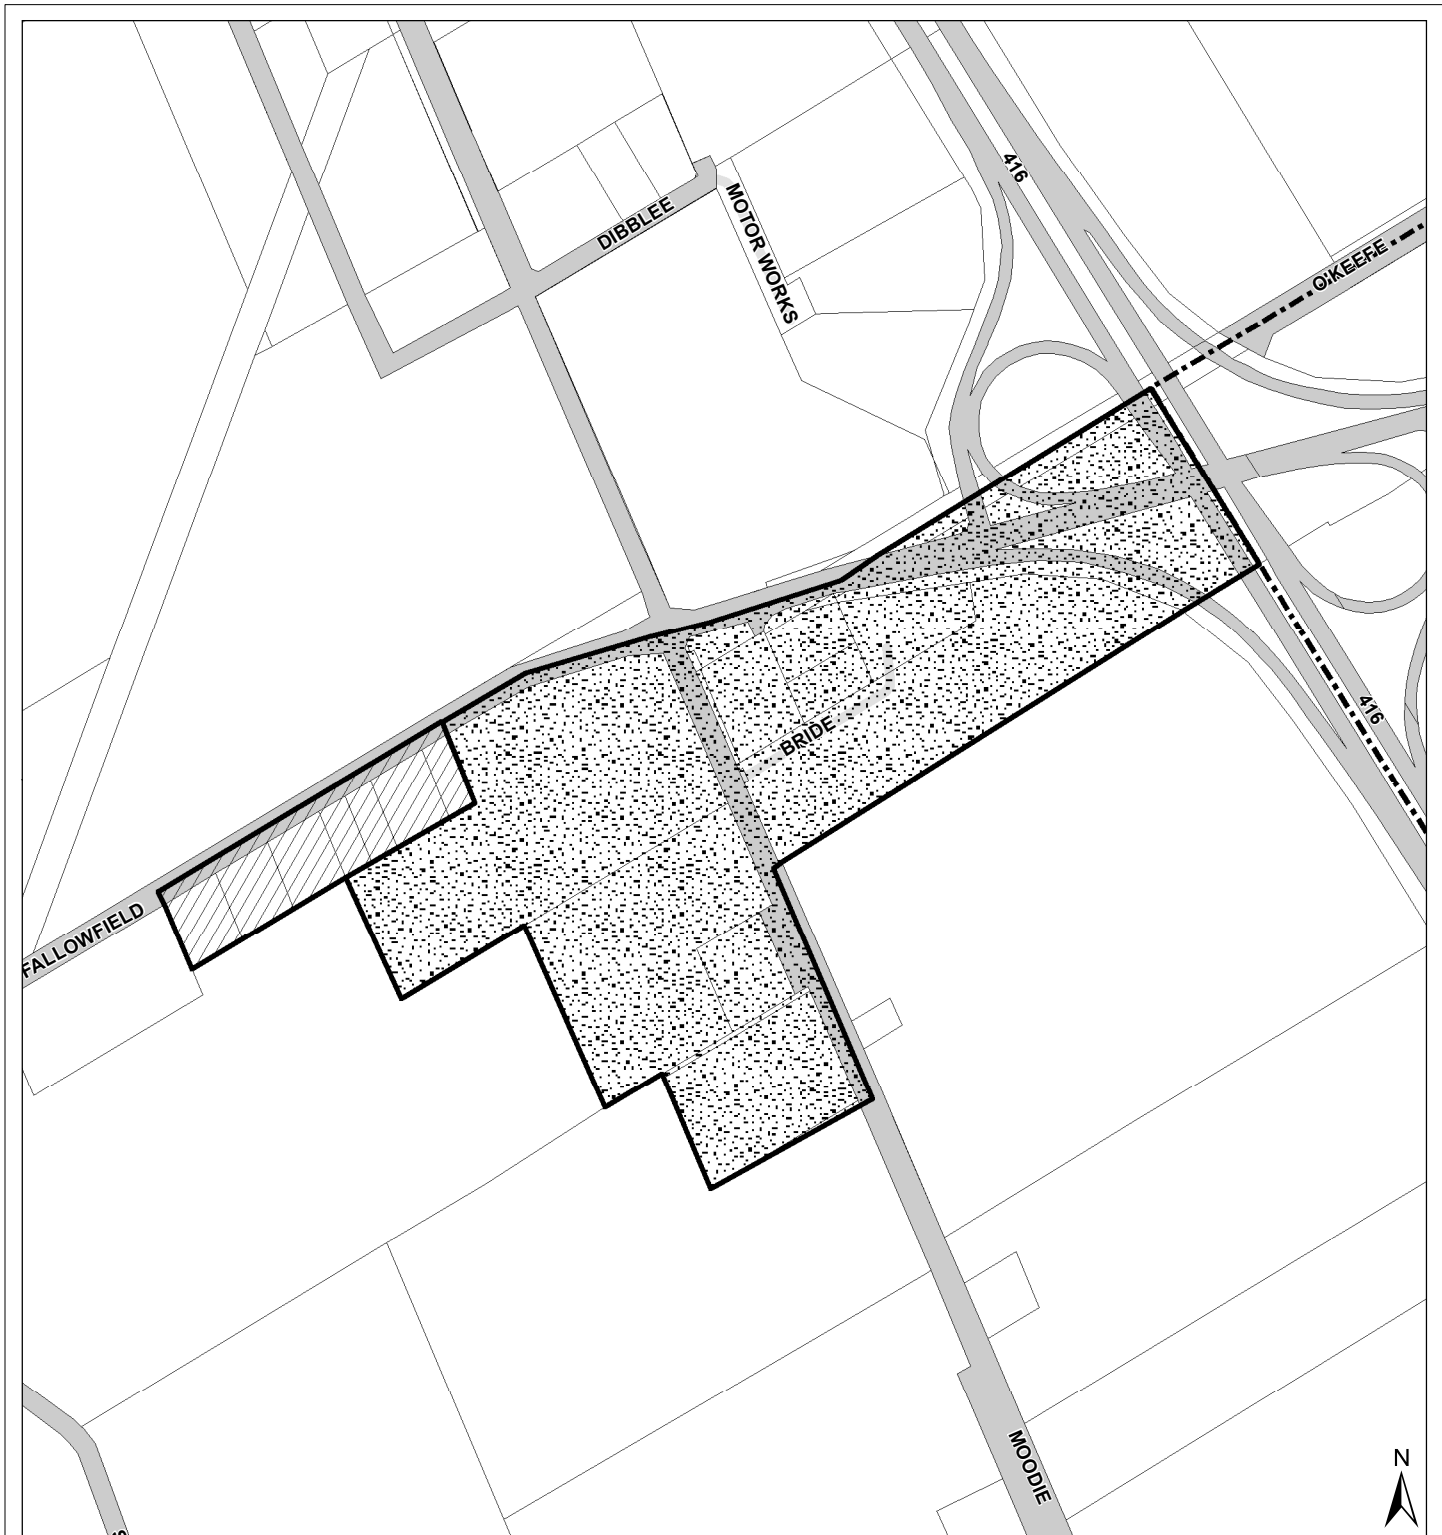 416
DIBBLEE
MOTOR WORKS
O'KEEFE
416
BRIDE
FALLOWFIELD
MOODIE
N